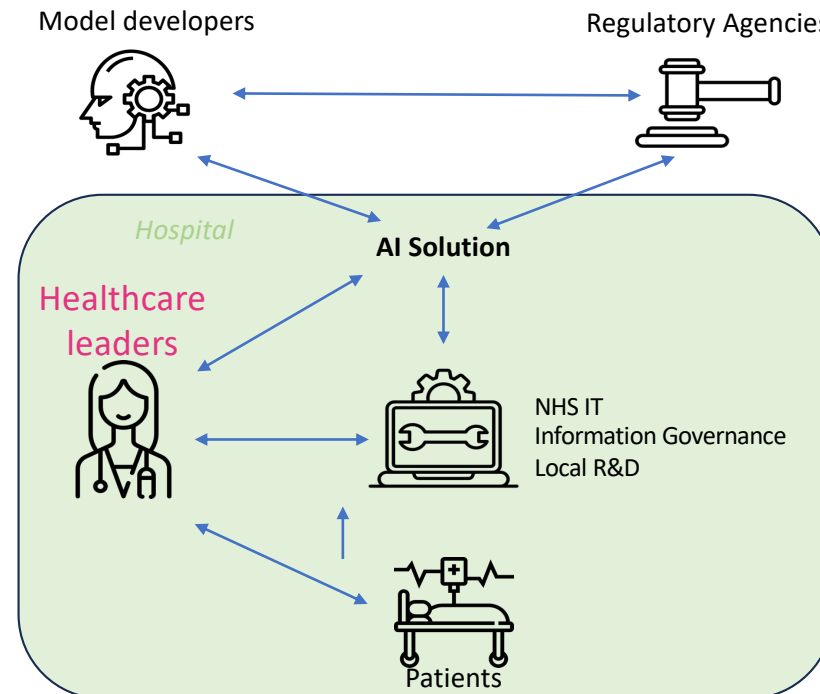 Model developers
Regulatory Agencies
Hospital
AI Solution
Healthcare
leaders
NHS IT
Information Governance
Local R&D
Patients